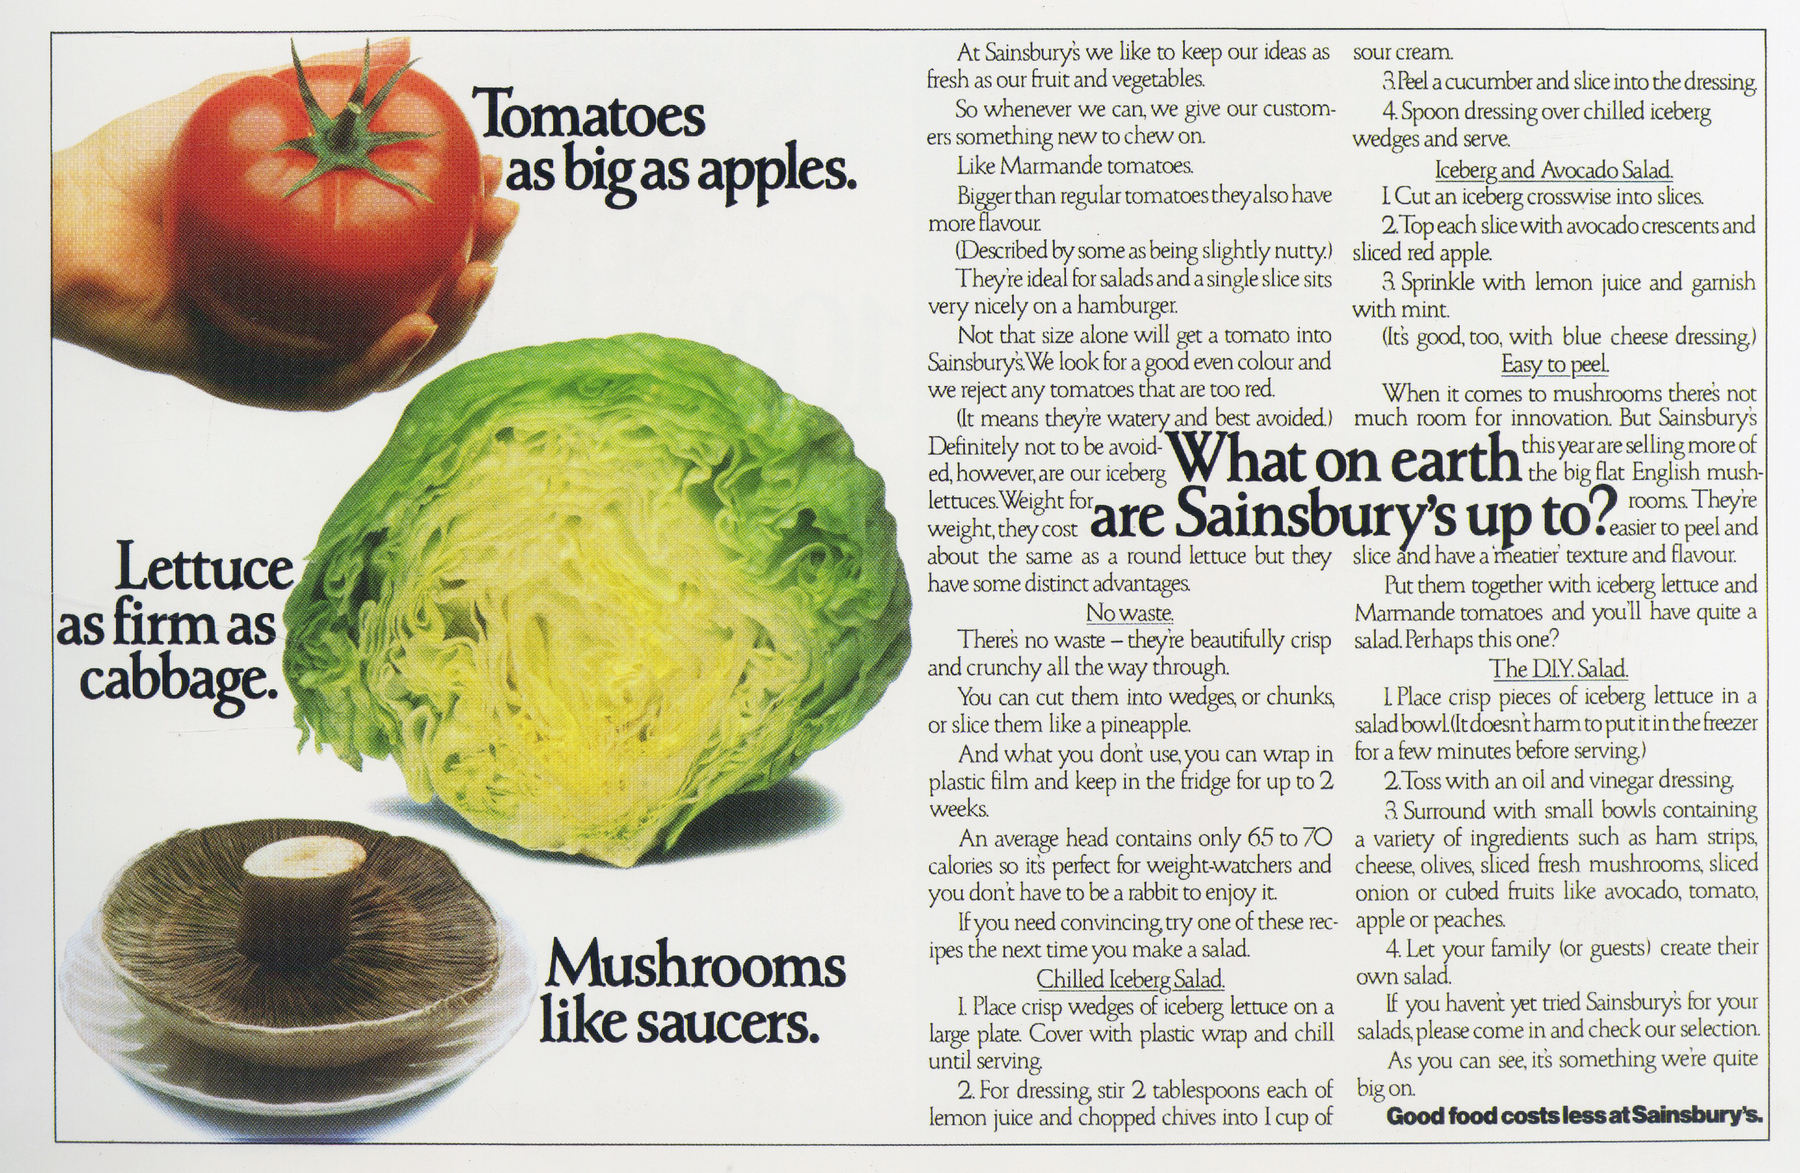 Tomatoes
as big as apples.
Lettuce
as firm as
cabbage.
Mushrooms
like saucers.
At Sainsbury's we like to keep our ideas as
fresh as our fruit and vegetables.
So whenever we can, we give our custom-
ers something new to chew on.
Like Marmande tomatoes.
Bigger than regular tomatoes they also have
more flavour.
(Described by some as being slightly nutty.)
They're ideal for salads and a single slice sits
very nicely on a hamburger.
Not that size alone will get a tomato into
Sainsbury's. We look for a good even colour and
we reject any tomatoes that are too red.
(It means they're watery and best avoided.)
Definitely not to be avoid-
ed, however, are our iceberg
lettuces. Weight for
weight, they cost
about the same as a round lettuce but they
have some distinct advantages.
No waste.
There's no waste – they're beautifully crisp
and crunchy all the way through.
You can cut them into wedges, or chunks,
or slice them like a pineapple.
And what you don't use, you can wrap in
plastic film and keep in the fridge for up to 2
weeks.
An average head contains only 65 to 70
calories so it's perfect for weight-watchers and
you don't have to be a rabbit to enjoy it.
If you need convincing, try one of these rec-
ipes the next time you make a salad.
Chilled Iceberg Salad.
1. Place crisp wedges of iceberg lettuce on a
large plate. Cover with plastic wrap and chill
until serving.
2. For dressing, stir 2 tablespoons each of
lemon juice and chopped chives into 1 cup of
What on earth
are Sainsbury's up to?
sour cream.
3. Peel a cucumber and slice into the dressing.
4. Spoon dressing over chilled iceberg
wedges and serve.
Iceberg and Avocado Salad.
1. Cut an iceberg crosswise into slices.
2. Top each slice with avocado crescents and
sliced red apple.
3. Sprinkle with lemon juice and garnish
with mint.
(It's good, too, with blue cheese dressing.)
Easy to peel.
When it comes to mushrooms there's not
much room for innovation. But Sainsbury's
this year are selling more of
the big flat English mush-
rooms. They're
easier to peel and
slice and have a 'meatier' texture and flavour.
Put them together with iceberg lettuce and
Marmande tomatoes and you'll have quite a
salad. Perhaps this one?
The D.I.Y. Salad.
1. Place crisp pieces of iceberg lettuce in a
salad bowl. (It doesn't harm to put it in the freezer
for a few minutes before serving.)
2. Toss with an oil and vinegar dressing.
3. Surround with small bowls containing
a variety of ingredients such as ham strips,
cheese, olives, sliced fresh mushrooms, sliced
onion or cubed fruits like avocado, tomato,
apple or peaches.
4. Let your family (or guests) create their
own salad.
If you haven't yet tried Sainsbury's for your
salads, please come in and check our selection.
As you can see, it's something we're quite
big on.
Good food costs less at Sainsbury's.